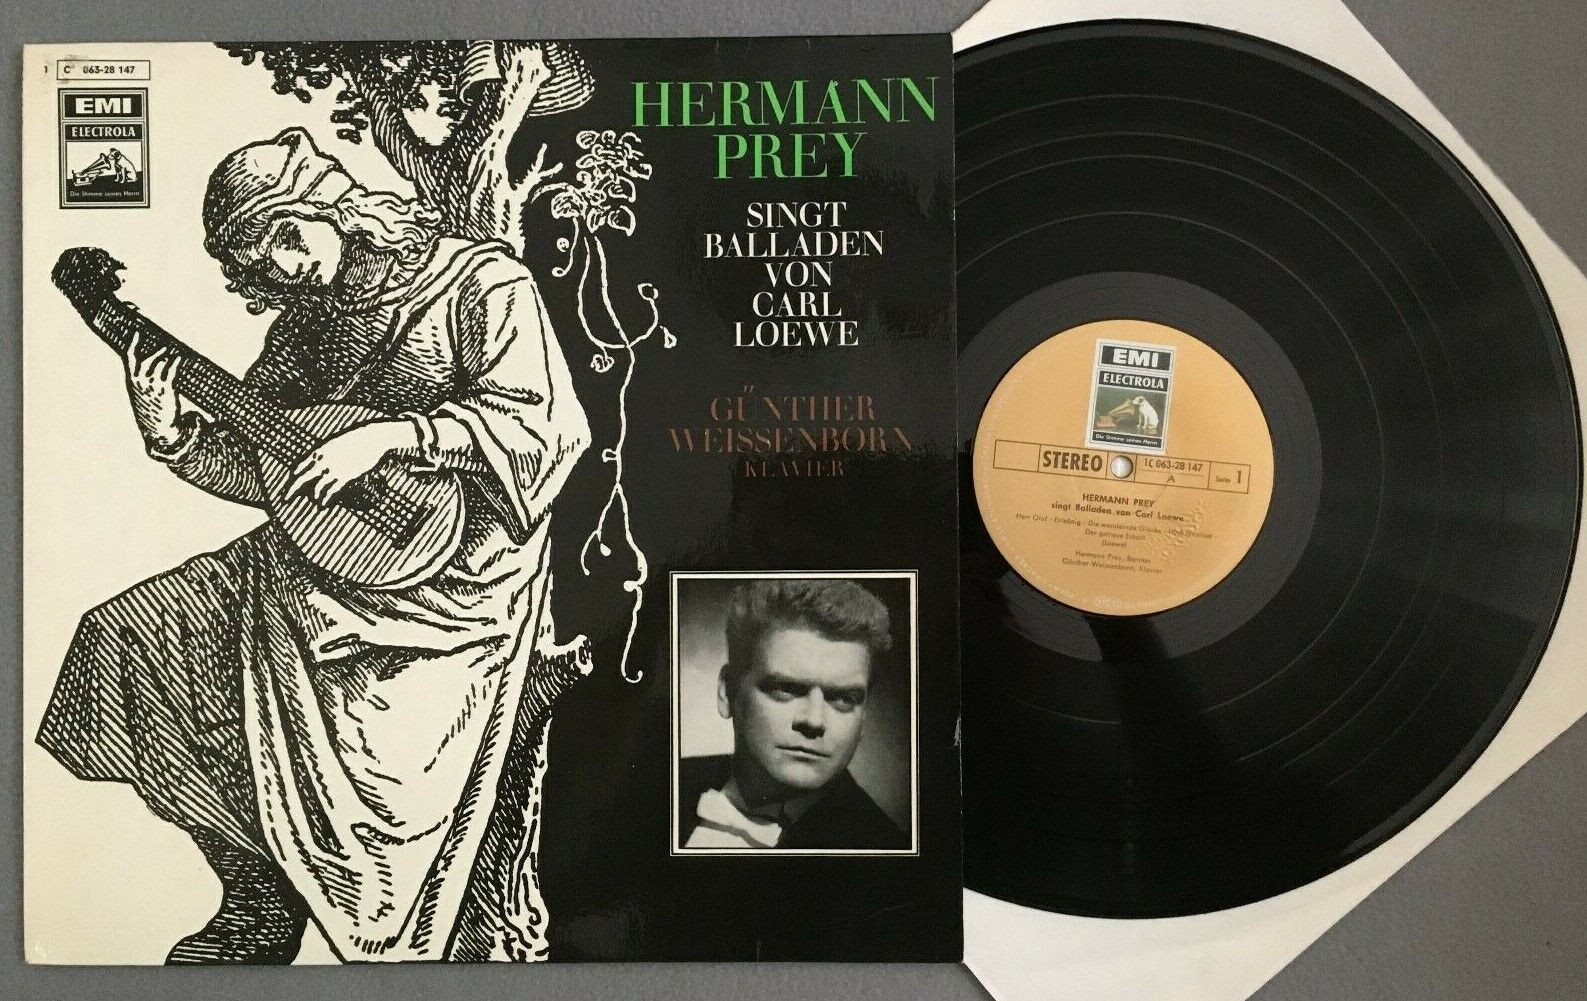 1 C 063-28 147
EMI
ELECTROLA
Die Stimme seines Herrn
HERMANN
PREY
SINGT
BALLADEN
VON
CARL
LOEWE
GÜNTHER
WEISSENBORN
KLAVIER
EMI
ELECTROLA
Die Stimme seines Herrn
STEREO
1C 063-28 147
A
Seite 1
HERMANN PREY
singt Balladen von Carl Loewe
Herr Oluf - Erlkönig - Die wandelnde Glocke
Der getreue Eckart
(Loewe)
Hermann Prey, Bariton
Günther Weissenborn, Klavier